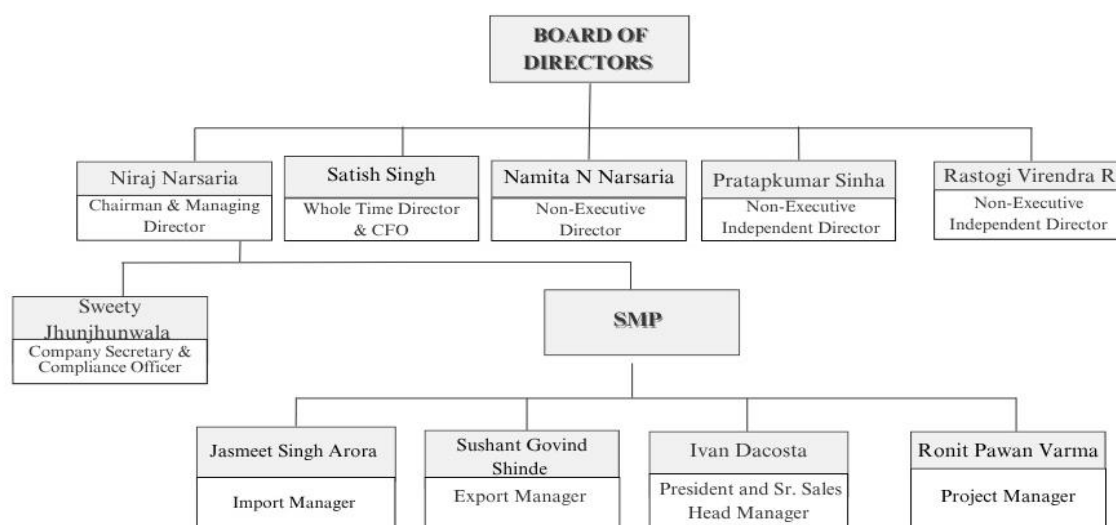 BOARD OF
DIRECTORS
Niraj Narsaria
Chairman & Managing
Director
Satish Singh
Whole Time Director
& CFO
Namita N Narsaria
Non-Executive
Director
Pratapkumar Sinha
Non-Executive
Independent Director
Rastogi Virendra R
Non-Executive
Independent Director
Sweety
Jhunjhunwala
Company Secretary &
Compliance Officer
SMP
Jasmeet Singh Arora
Import Manager
Sushant Govind
Shinde
Export Manager
Ivan Dacosta
President and Sr. Sales
Head Manager
Ronit Pawan Varma
Project Manager